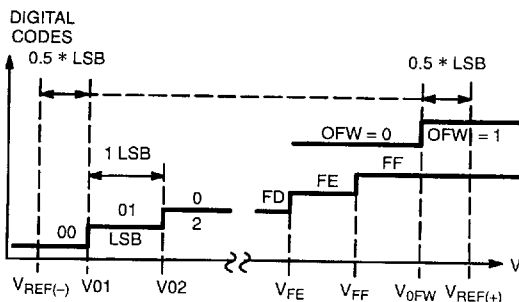 DIGITAL
CODES
0.5 * LSB
0.5 * LSB
OFW = 0
OFW = 1
1 LSB
FF
FE
FD
01
0
00
LSB
2
VREF(−)
V01
V02
VFE
VFF
V0FW
VREF(+)
V